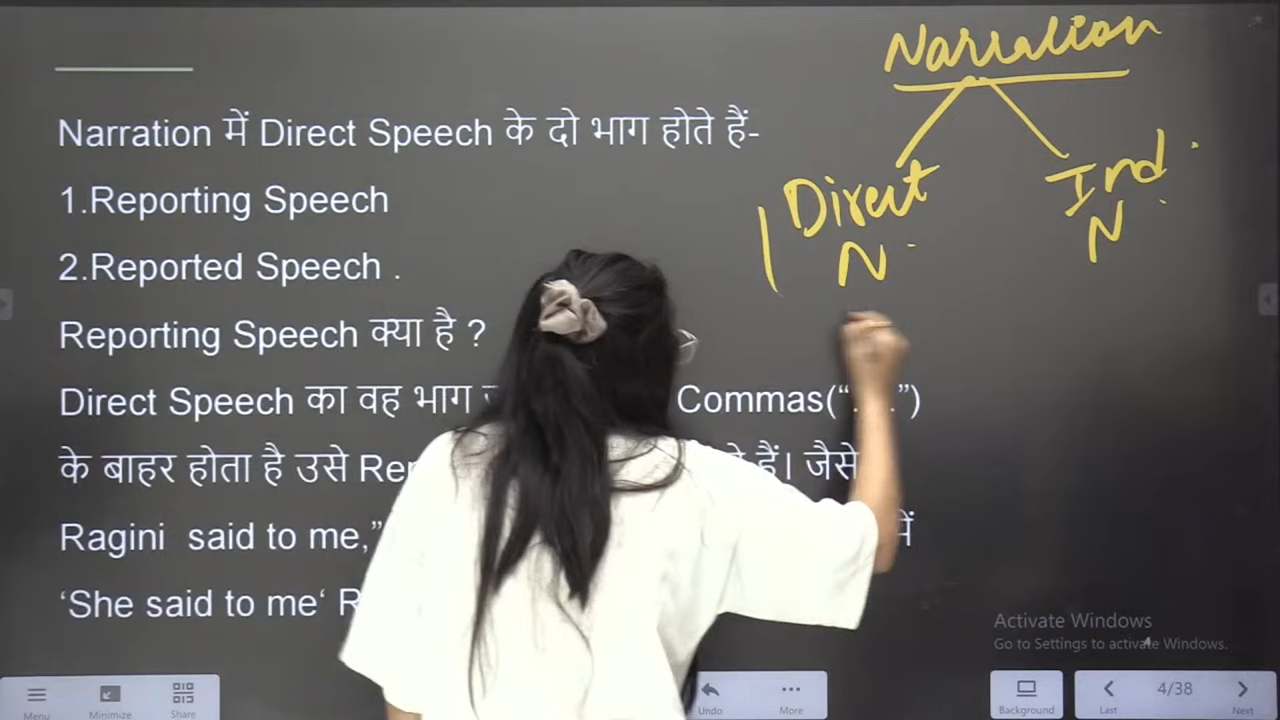 Narration
Narration में Direct Speech के दो भाग होते हैं-
Direct Ind.
N. N.
1.Reporting Speech
2.Reported Speech .
Reporting Speech क्या है ?
Direct Speech का वह भाग Commas(“ ”)
के बाहर होता है उसे हैं। जैसे
Ragini said to me,”
‘She said to me‘
Activate Windows
Go to Settings to activate Windows.
Menu Minimize Share Undo More Background Last 4/38 Next